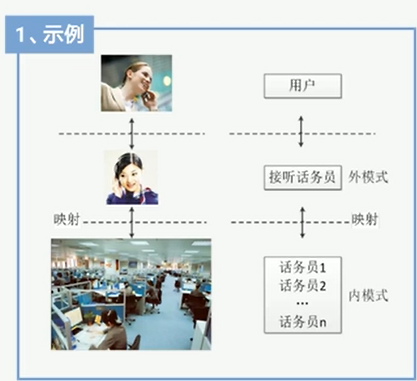 1、示例
用户
接听话务员 外模式
映射 映射
话务员1
话务员2
...
话务员n
内模式